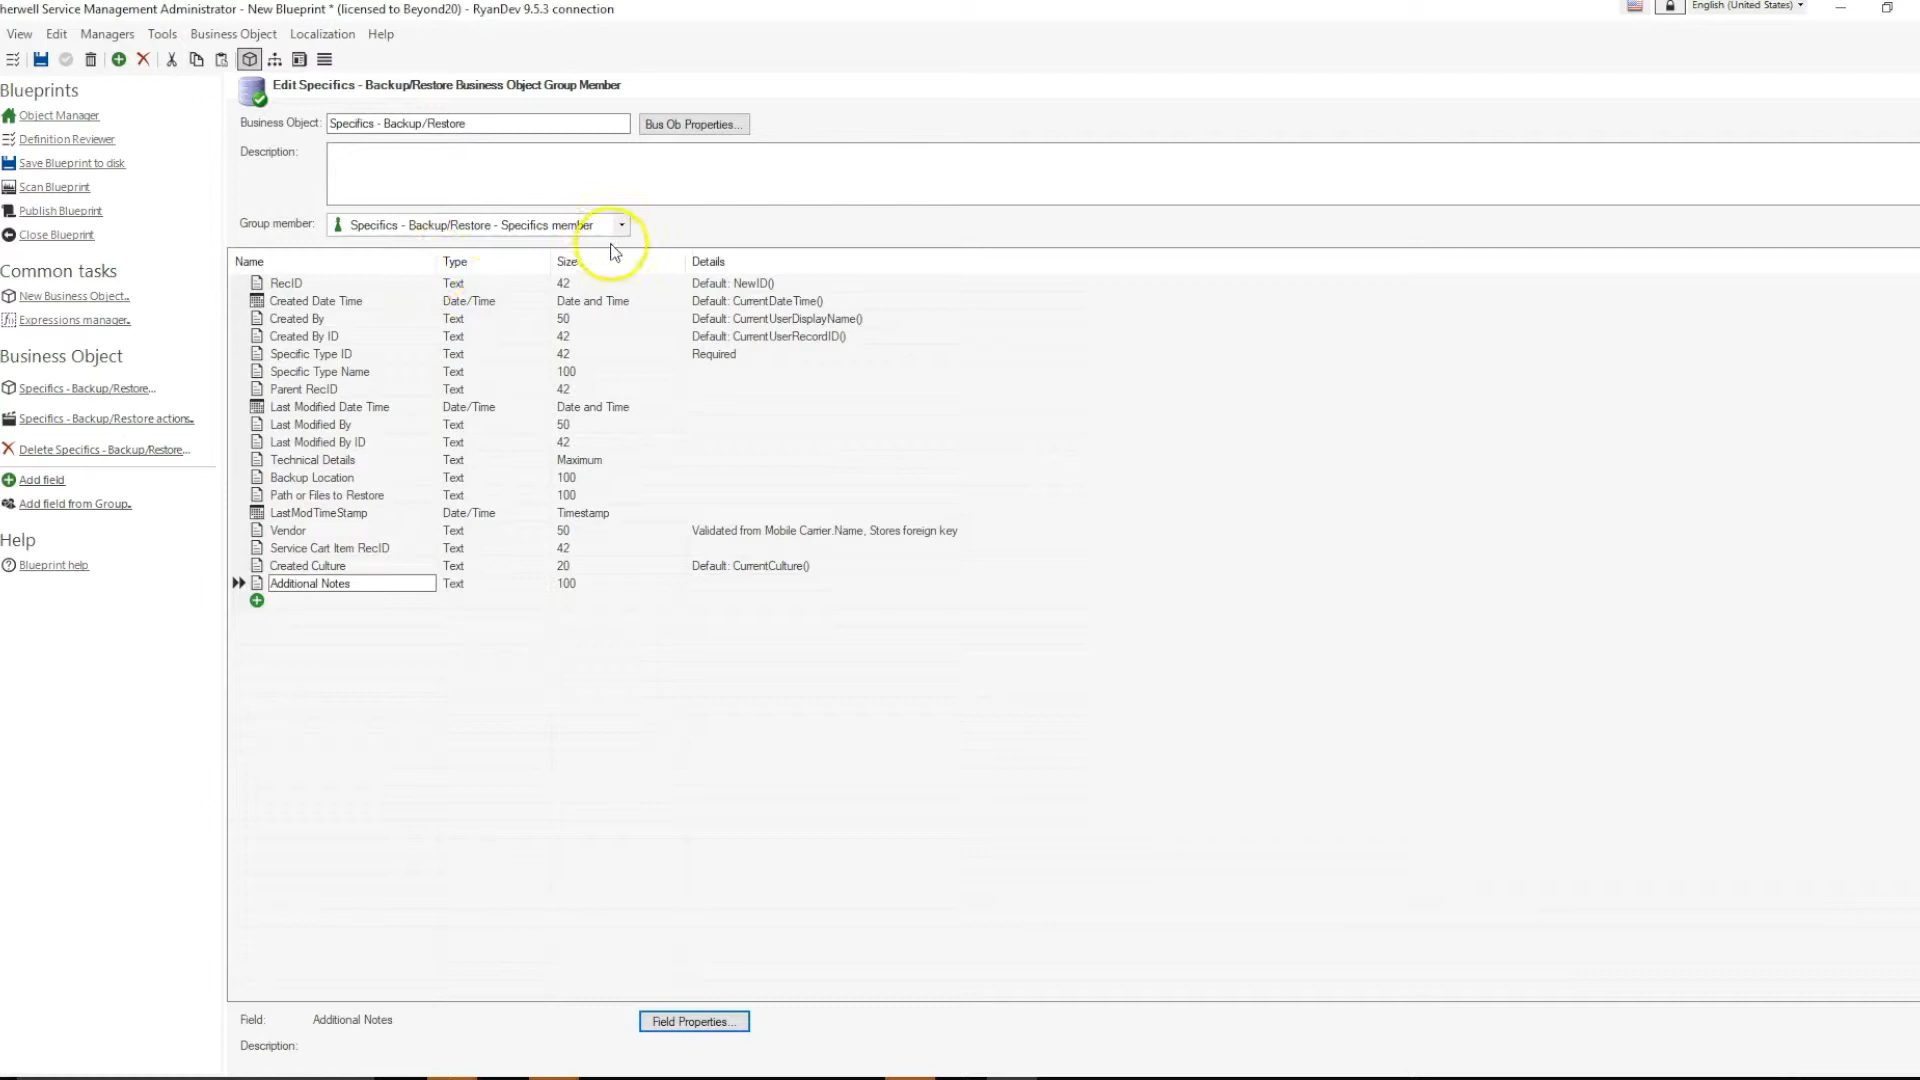 herwell Service Management Administrator - New Blueprint * (licensed to Beyond20) - RyanDev 9.5.3 connection
English (United States)
View Edit Managers Tools Business Object Localization Help
Blueprints
Object Manager
Definition Reviewer
Save Blueprint to disk
Scan Blueprint
Publish Blueprint
Close Blueprint
Common tasks
New Business Object...
Expressions manager...
Business Object
Specifics - Backup/Restore...
Specifics - Backup/Restore actions...
Delete Specifics - Backup/Restore...
Add field
Add field from Group...
Help
Blueprint help
Edit Specifics - Backup/Restore Business Object Group Member
Business Object: Specifics - Backup/Restore Bus Ob Properties...
Description:
Group member: Specifics - Backup/Restore - Specifics member
Name Type Size Details
RecID Text 42 Default: NewID()
Created Date Time Date/Time Date and Time Default: CurrentDateTime()
Created By Text 50 Default: CurrentUserDisplayName()
Created By ID Text 42 Default: CurrentUserRecordID()
Specific Type ID Text 42 Required
Specific Type Name Text 100
Parent RecID Text 42
Last Modified Date Time Date/Time Date and Time
Last Modified By Text 50
Last Modified By ID Text 42
Technical Details Text Maximum
Backup Location Text 100
Path or Files to Restore Text 100
LastModTimeStamp Date/Time Timestamp
Vendor Text 50 Validated from Mobile Carrier.Name, Stores foreign key
Service Cart Item RecID Text 42
Created Culture Text 20 Default: CurrentCulture()
Additional Notes Text 100
Field: Additional Notes Field Properties...
Description: